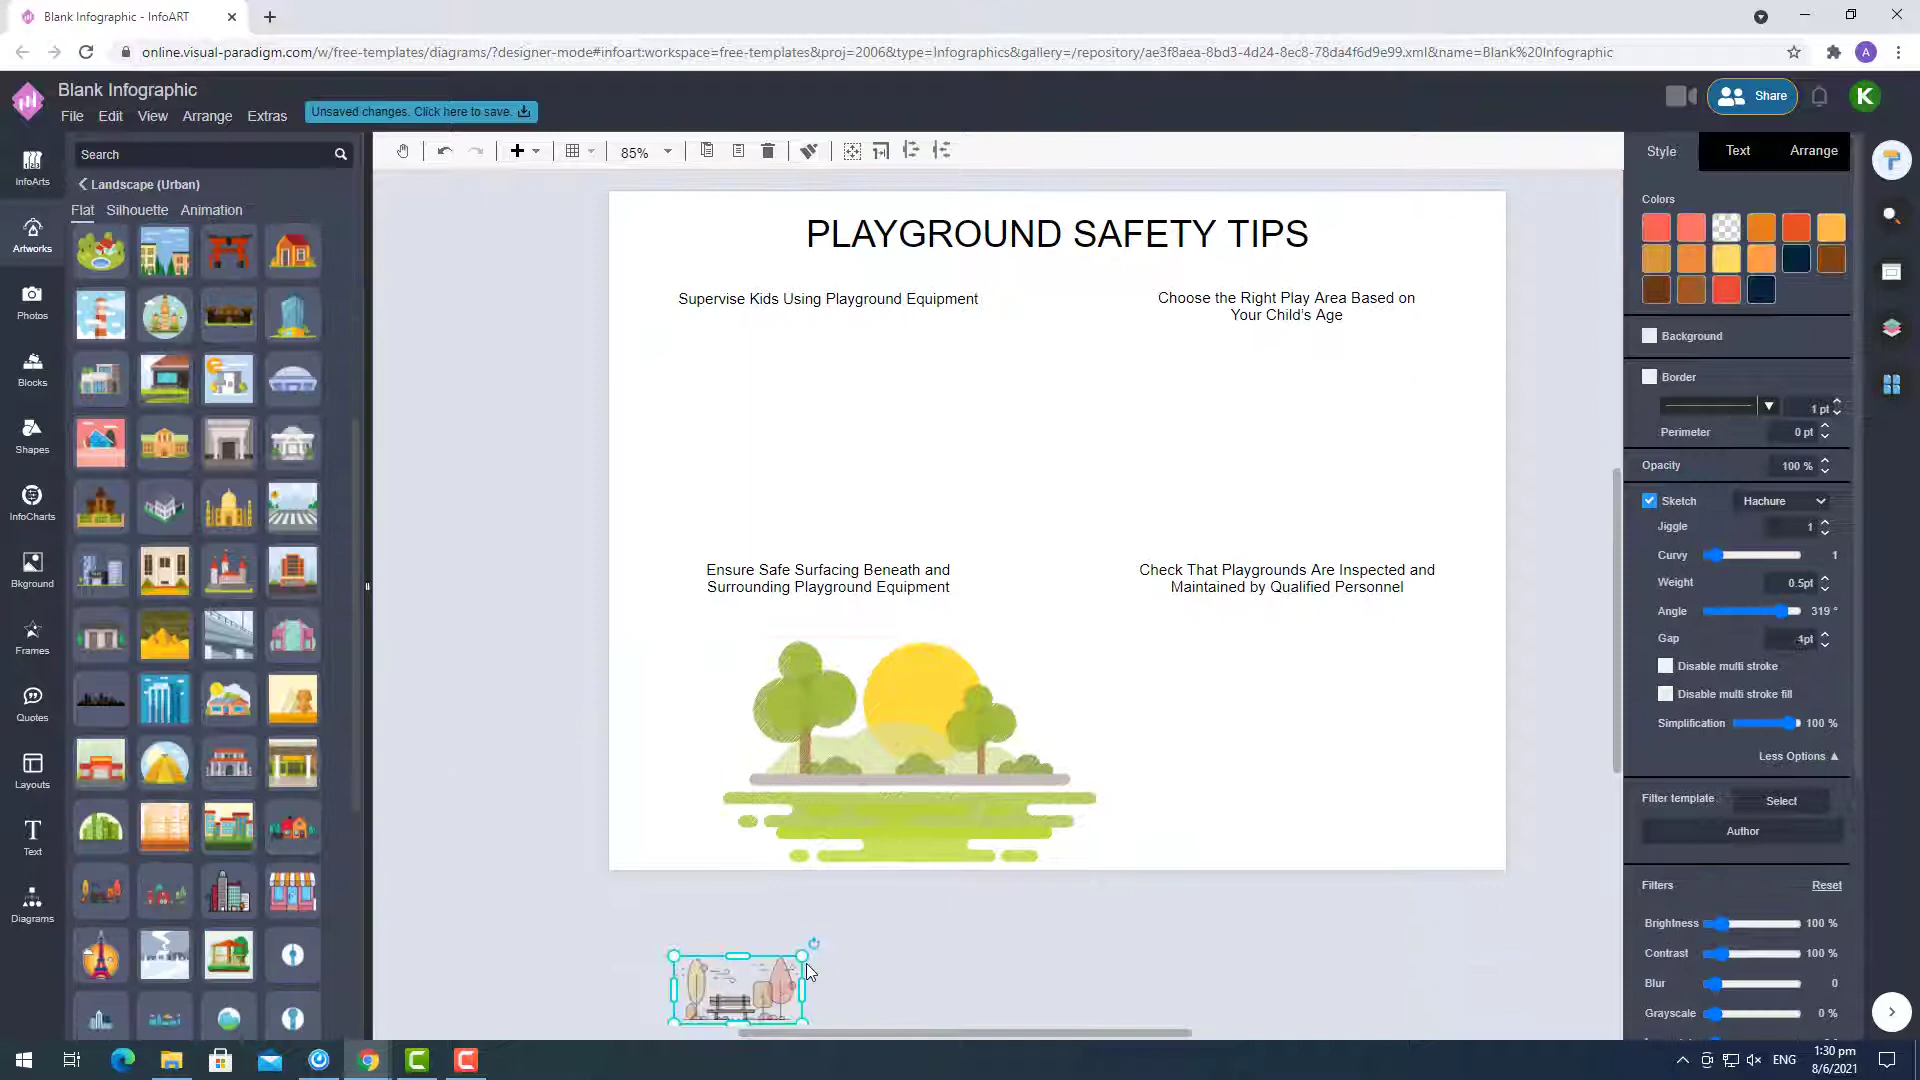 Blank Infographic - InfoART
online.visual-paradigm.com/w/free-templates/diagrams/?designer-mode#infoart:workspace=free-templates&proj=2006&type=Infographics&gallery=/repository/ae3f8aea-8bd3-4d24-8ec8-78da4f6d9e99.xml&name=Blank%20Infographic
A
Blank Infographic
File Edit View Arrange Extras
Unsaved changes. Click here to save.
Share
K
InfoArts
Artworks
Photos
Blocks
Shapes
InfoCharts
Bkground
Frames
Quotes
Layouts
Text
Diagrams
Search
Landscape (Urban)
Flat Silhouette Animation
85%
PLAYGROUND SAFETY TIPS
Supervise Kids Using Playground Equipment
Choose the Right Play Area Based on
Your Child's Age
Ensure Safe Surfacing Beneath and
Surrounding Playground Equipment
Check That Playgrounds Are Inspected and
Maintained by Qualified Personnel
Style Text Arrange
Colors
Background
Border
1 pt
Perimeter 0 pt
Opacity 100 %
Sketch Hachure
Jiggle 1
Curvy 1
Weight 0.5pt
Angle 319 °
Gap 4pt
Disable multi stroke
Disable multi stroke fill
Simplification 100 %
Less Options
Filter template Select
Author
Filters Reset
Brightness 100 %
Contrast 100 %
Blur 0
Grayscale 0 %
ENG
1:30 pm
8/6/2021